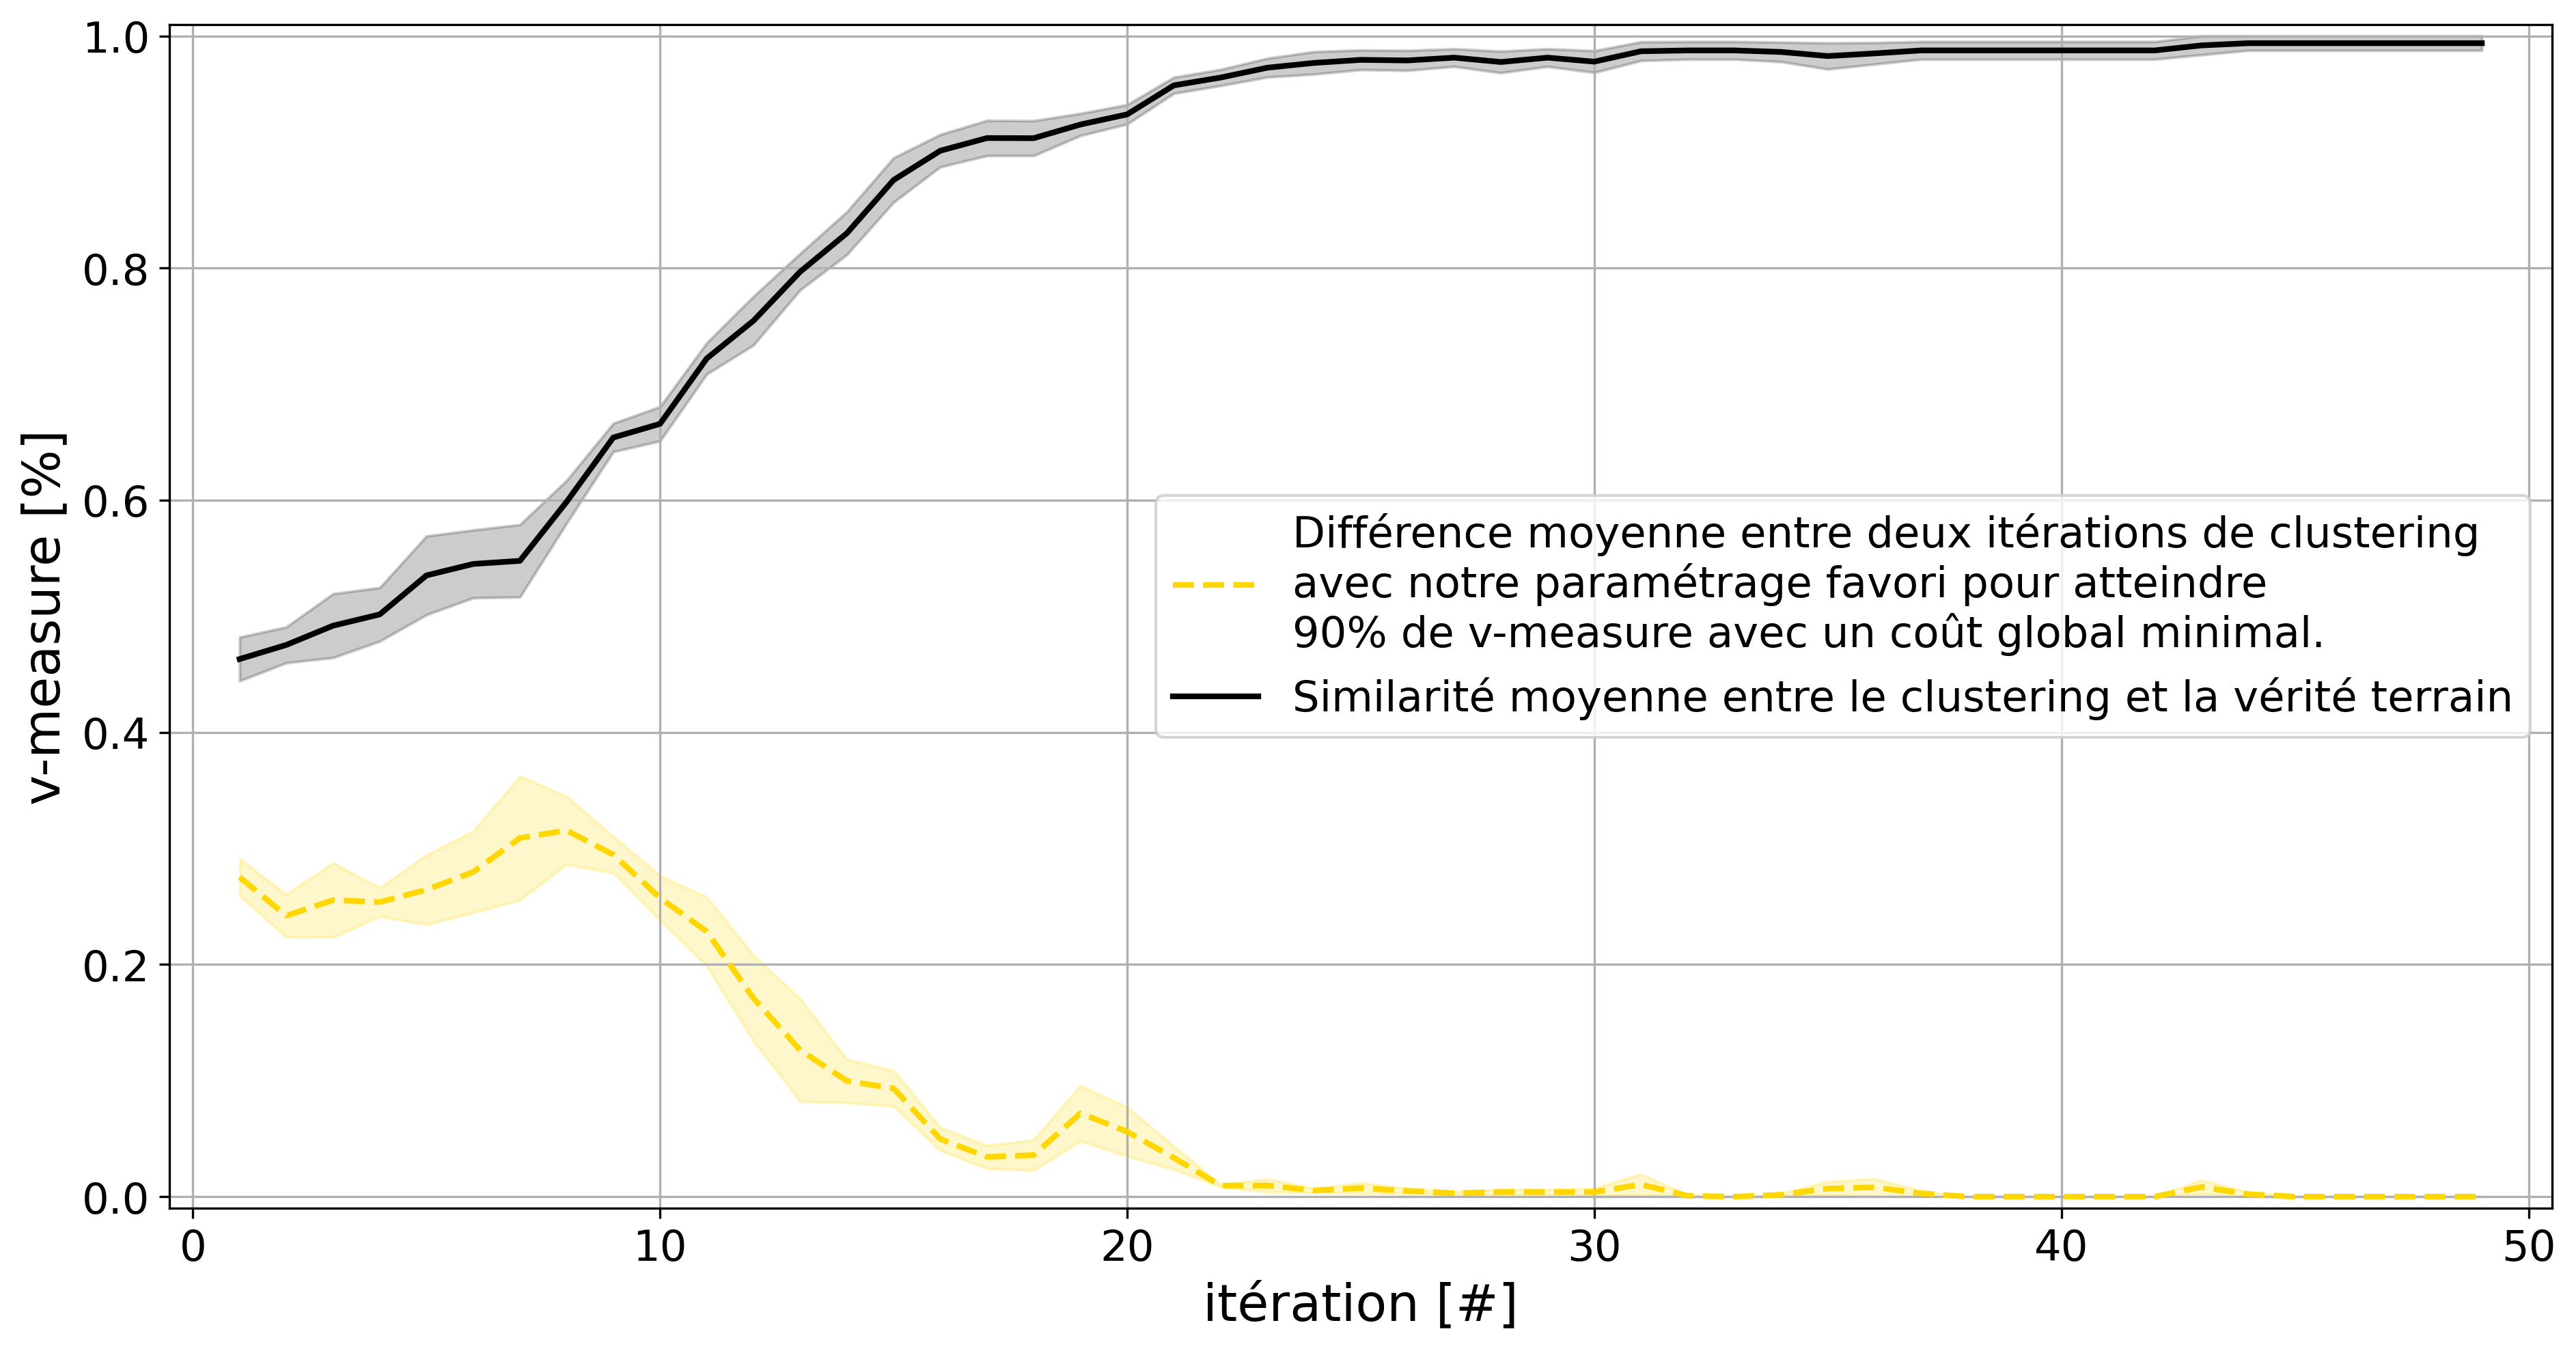 1.0
0.8
0.6
0.4
0.2
0.0
v-measure [%]
Différence moyenne entre deux itérations de clustering
avec notre paramétrage favori pour atteindre
90% de v-measure avec un coût global minimal.
Similarité moyenne entre le clustering et la vérité terrain
0 10 20 30 40 50
itération [#]